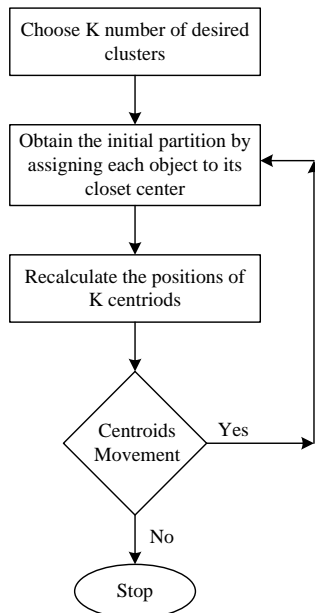 Choose K number of desired
clusters
Obtain the initial partition by
assigning each object to its
closet center
Recalculate the positions of
K centriods
Centroids
Movement
Yes
No
Stop